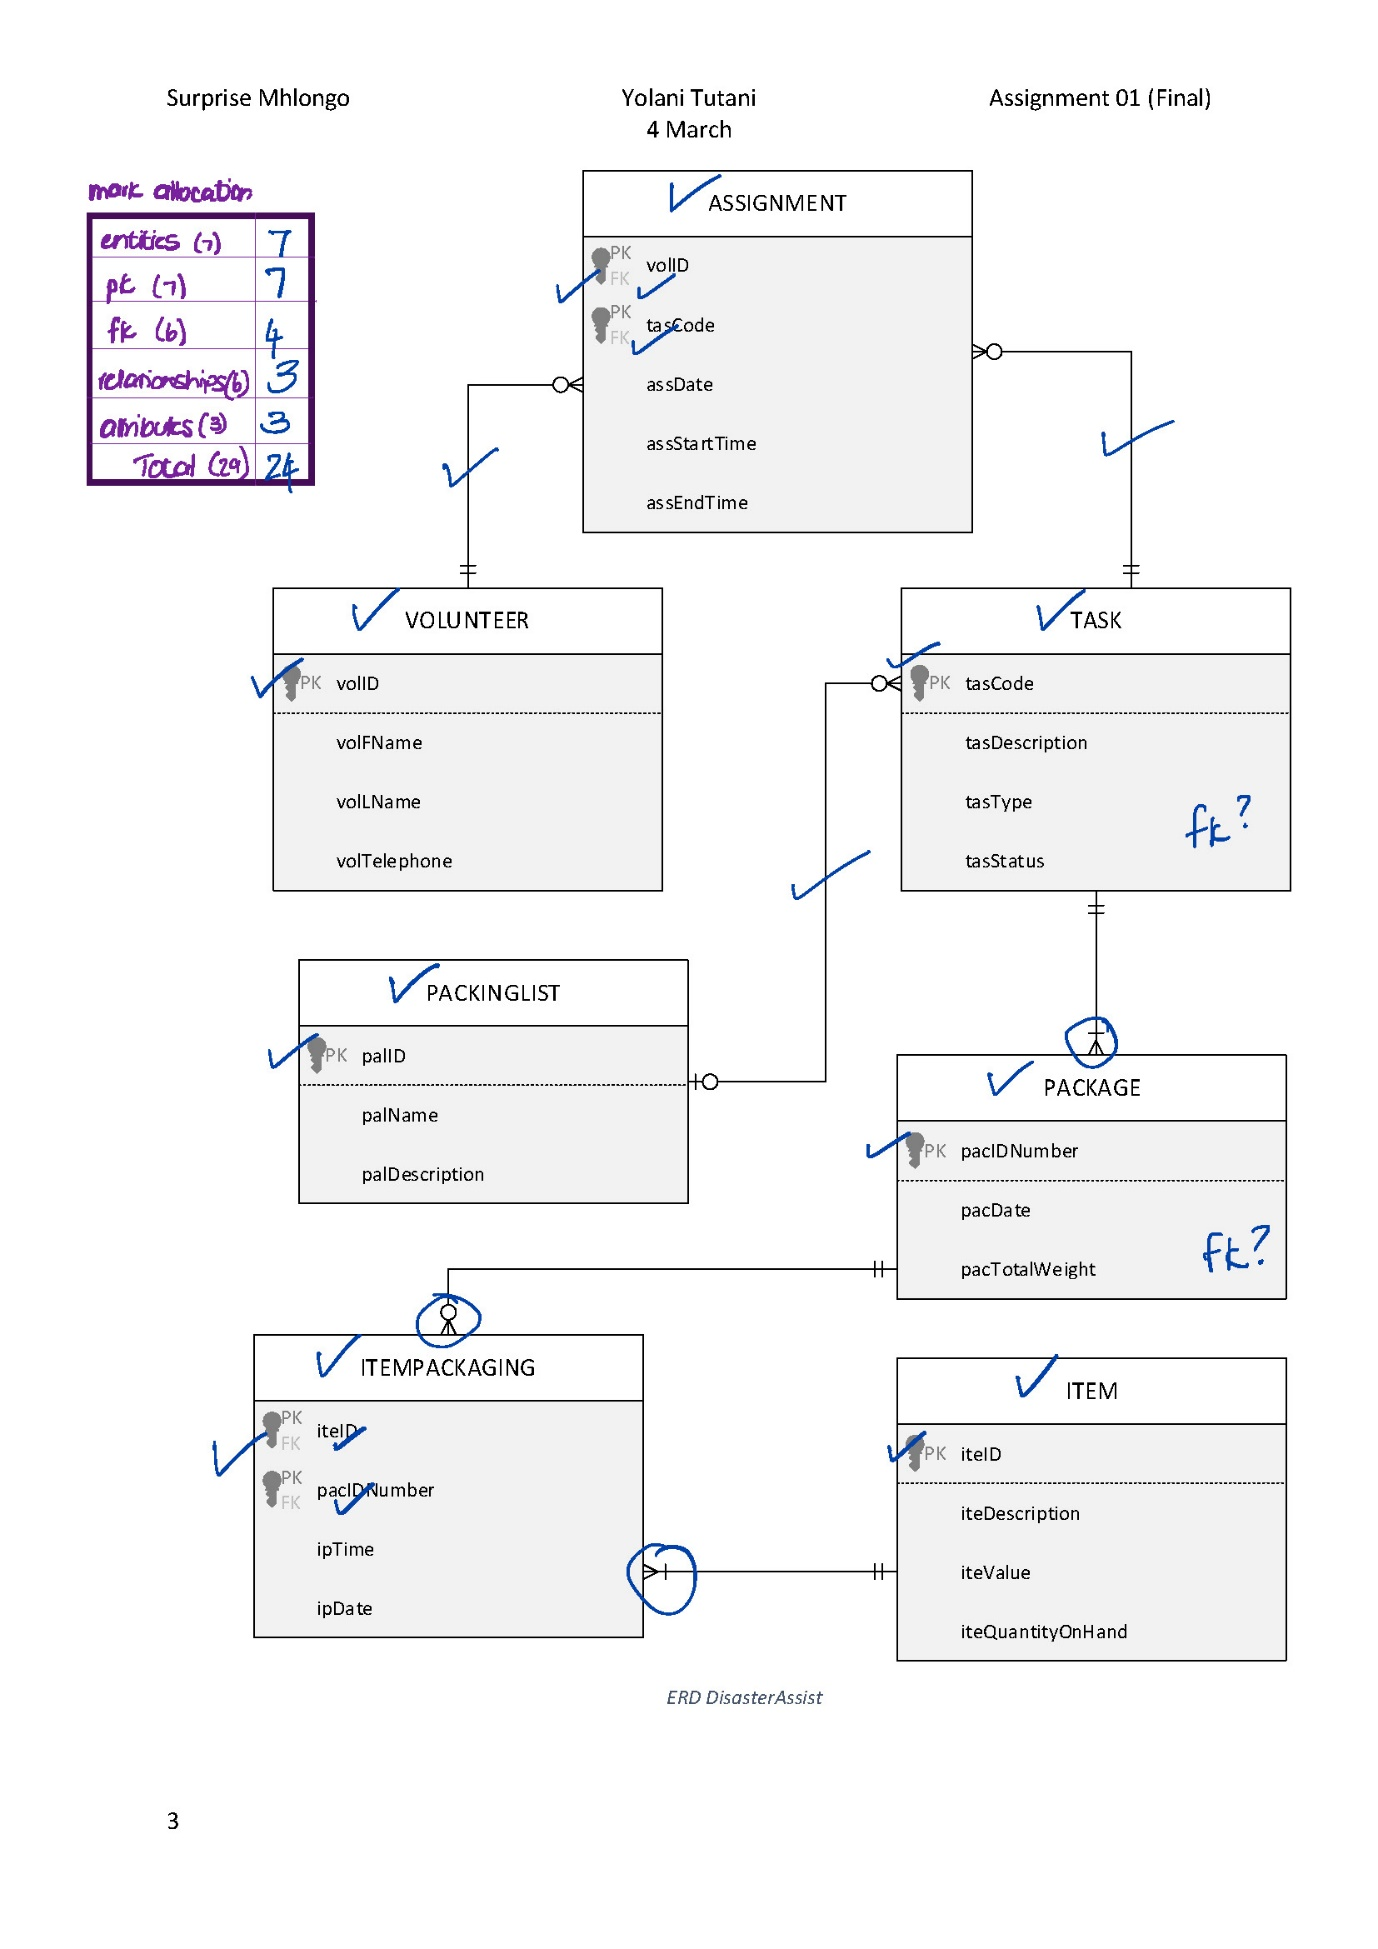 Surprise Mhlongo Yolani Tutani Assignment 01 (Final)
4 March
mark allocation
entities (7) 7
pk (7) 7
fk (6) 4
relationships(6) 3
attributes (3) 3
Total (29) 24
ASSIGNMENT
PK FK volID
PK FK tasCode
assDate
assStartTime
assEndTime
VOLUNTEER
PK volID
volFName
volLName
volTelephone
TASK
PK tasCode
tasDescription
tasType
tasStatus
fk?
PACKINGLIST
PK palID
palName
palDescription
PACKAGE
PK pacIDNumber
pacDate
pacTotalWeight
fk?
ITEMPACKAGING
PK FK iteID
PK FK pacIDNumber
ipTime
ipDate
ITEM
PK iteID
iteDescription
iteValue
iteQuantityOnHand
ERD DisasterAssist
3